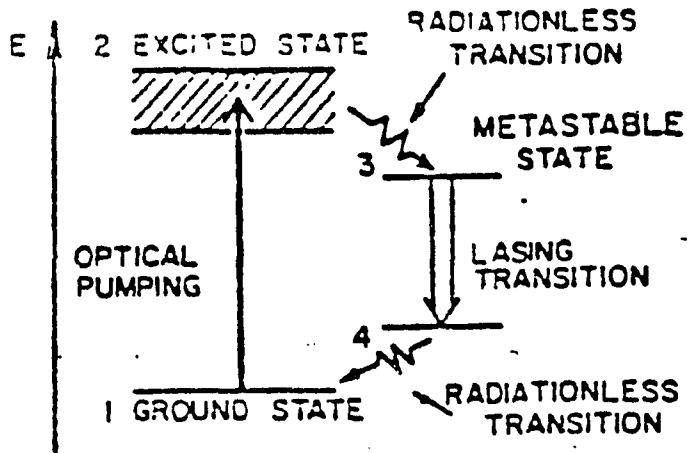 E
2 EXCITED STATE
RADIATIONLESS
TRANSITION
METASTABLE
STATE
3
OPTICAL
PUMPING
LASING
TRANSITION
4
1 GROUND STATE
RADIATIONLESS
TRANSITION